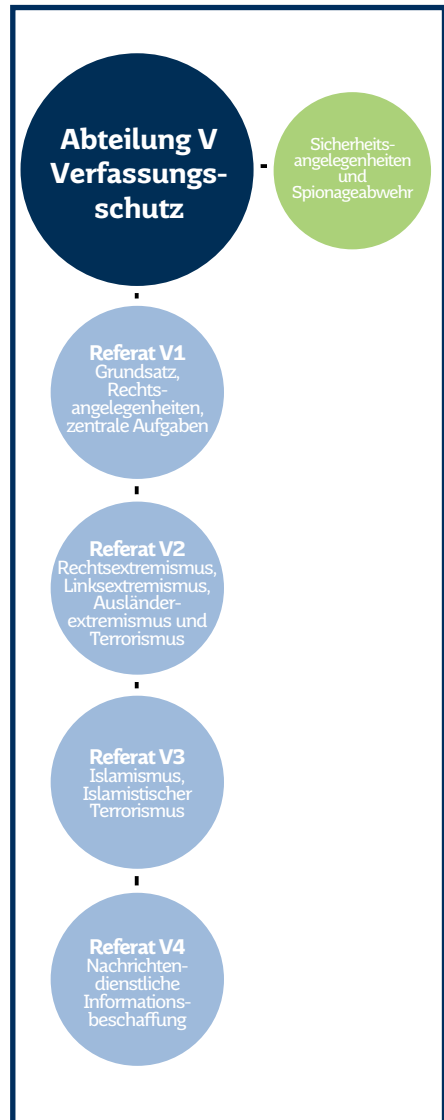 Abteilung V
Verfassungs-
schutz
Sicherheits-
angelegenheiten
und
Spionageabwehr
Referat V1
Grundsatz,
Rechts-
angelegenheiten,
zentrale Aufgaben
Referat V2
Rechtsextremismus,
Linksextremismus,
Ausländer-
extremismus und
Terrorismus
Referat V3
Islamismus,
Islamistischer
Terrorismus
Referat V4
Nachrichten-
dienstliche
Informations-
beschaffung